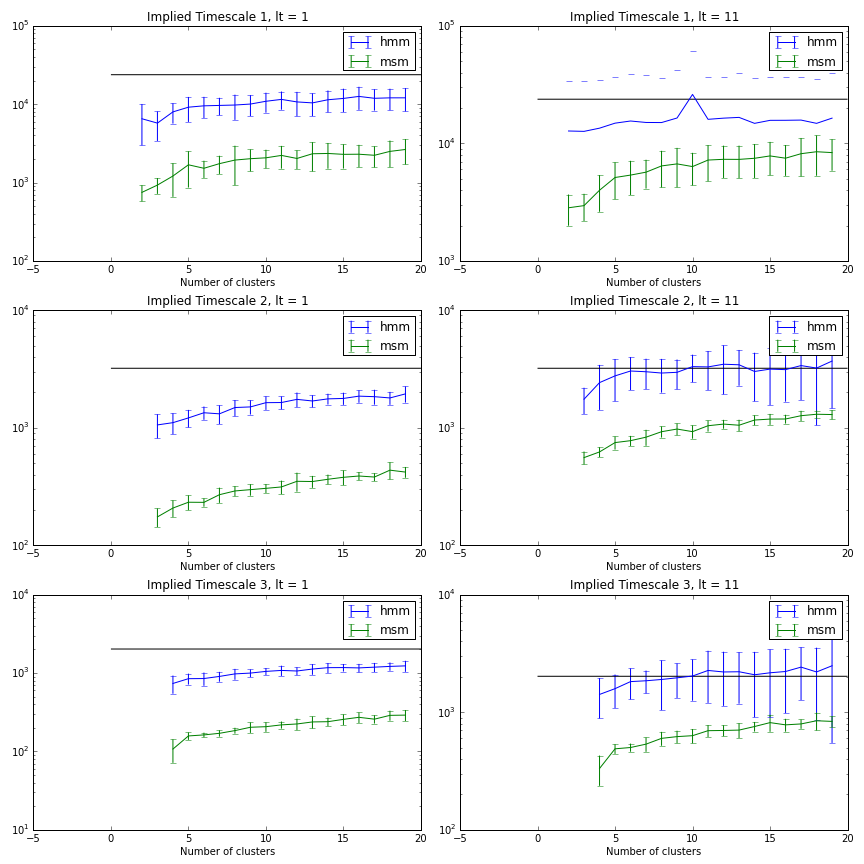 Implied Timescale 1, lt = 1
10^5
10^4
10^3
10^2
hmm
msm
−5 0 5 10 15 20
Number of clusters
Implied Timescale 1, lt = 11
10^5
10^4
10^3
hmm
msm
−5 0 5 10 15 20
Number of clusters
Implied Timescale 2, lt = 1
10^4
10^3
10^2
hmm
msm
−5 0 5 10 15 20
Number of clusters
Implied Timescale 2, lt = 11
10^4
10^3
10^2
hmm
msm
−5 0 5 10 15 20
Number of clusters
Implied Timescale 3, lt = 1
10^4
10^3
10^2
10^1
hmm
msm
−5 0 5 10 15 20
Number of clusters
Implied Timescale 3, lt = 11
10^4
10^3
10^2
hmm
msm
−5 0 5 10 15 20
Number of clusters